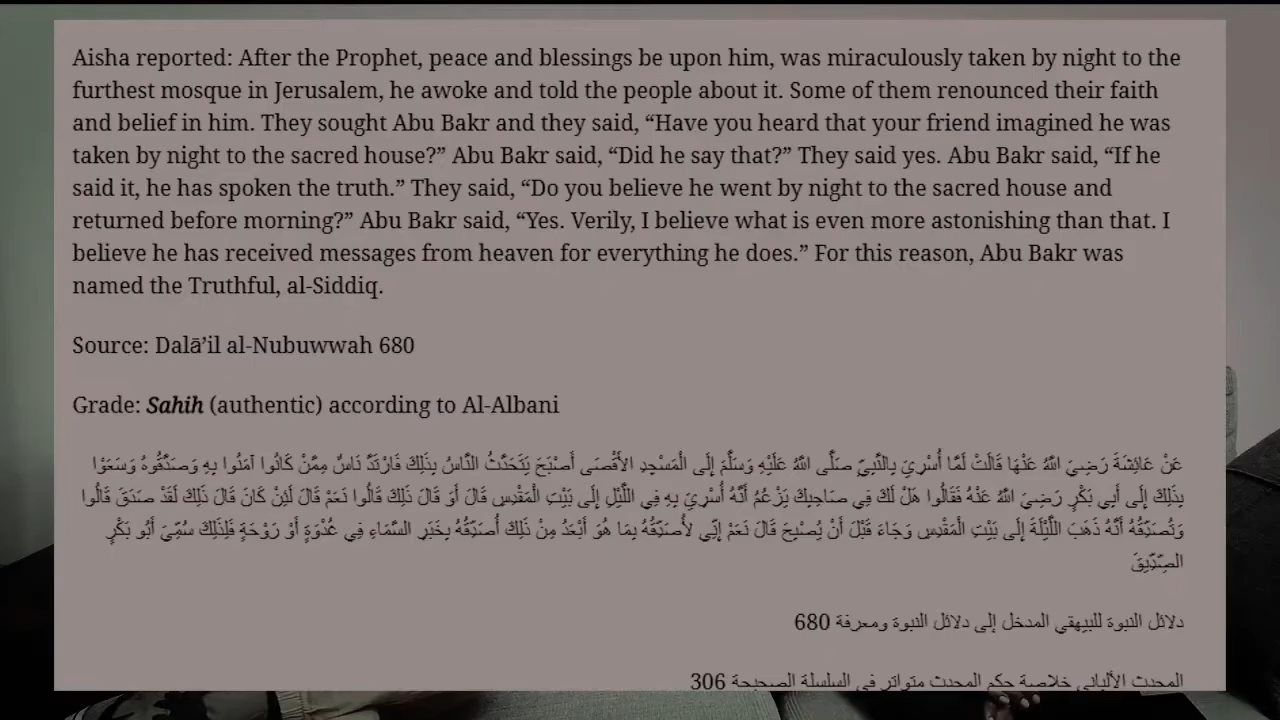 Aisha reported: After the Prophet, peace and blessings be upon him, was miraculously taken by night to the
furthest mosque in Jerusalem, he awoke and told the people about it. Some of them renounced their faith
and belief in him. They sought Abu Bakr and they said, “Have you heard that your friend imagined he was
taken by night to the sacred house?” Abu Bakr said, “Did he say that?” They said yes. Abu Bakr said, “If he
said it, he has spoken the truth.” They said, “Do you believe he went by night to the sacred house and
returned before morning?” Abu Bakr said, “Yes. Verily, I believe what is even more astonishing than that. I
believe he has received messages from heaven for everything he does.” For this reason, Abu Bakr was
named the Truthful, al-Siddiq.
Source: Dalā’il al-Nubuwwah 680
Grade: Sahih (authentic) according to Al-Albani
عَنْ عَائِشَةَ رَضِيَ اللَّهُ عَنْهَا قَالَتْ لَمَّا أُسْرِيَ بِالنَّبِيِّ صَلَّى اللَّهُ عَلَيْهِ وَسَلَّمَ إِلَى الْمَسْجِدِ الأَقْصَى أَصْبَحَ يَتَحَدَّثُ النَّاسُ بِذَلِكَ فَارْتَدَّ نَاسٌ مِمَّنْ كَانُوا آمَنُوا بِهِ وَصَدَّقُوهُ وَسَعَوْا
بِذَلِكَ إِلَى أَبِي بَكْرٍ رَضِيَ اللَّهُ عَنْهُ فَقَالُوا هَلْ لَكَ فِي صَاحِبِكَ يَزْعُمُ أَنَّهُ أُسْرِيَ بِهِ فِي اللَّيْلِ إِلَى بَيْتِ الْمَقْدِسِ قَالَ أَوَ قَالَ ذَلِكَ قَالُوا نَعَمْ قَالَ لَئِنْ كَانَ قَالَ ذَلِكَ لَقَدْ صَدَقَ قَالُوا
وَتُصَدِّقُهُ أَنَّهُ ذَهَبَ اللَّيْلَةَ إِلَى بَيْتِ الْمَقْدِسِ وَجَاءَ قَبْلَ أَنْ يُصْبِحَ قَالَ نَعَمْ إِنِّي لأُصَدِّقُهُ بِمَا هُوَ أَبْعَدُ مِنْ ذَلِكَ أُصَدِّقُهُ بِخَبَرِ السَّمَاءِ فِي غُدْوَةٍ أَوْ رَوْحَةٍ فَلِذَلِكَ سُمِّيَ أَبُو بَكْرٍ
الصِّدِّيقَ
دلائل النبوة للبيهقي المدخل إلى دلائل النبوة ومعرفة 680
المحدث الألباني خلاصة حكم المحدث متواتر في السلسلة الصحيحة 306